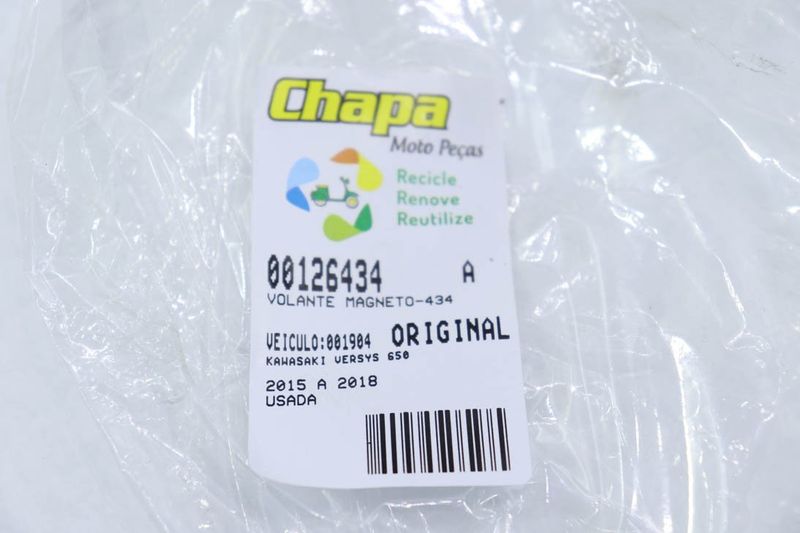 Chapa
Moto Peças
Recicle
Renove
Reutilize
00126434 A
VOLANTE MAGNETO-434
VEICULO:001904 ORIGINAL
KAWASAKI VERSYS 650
2015 A 2018
USADA